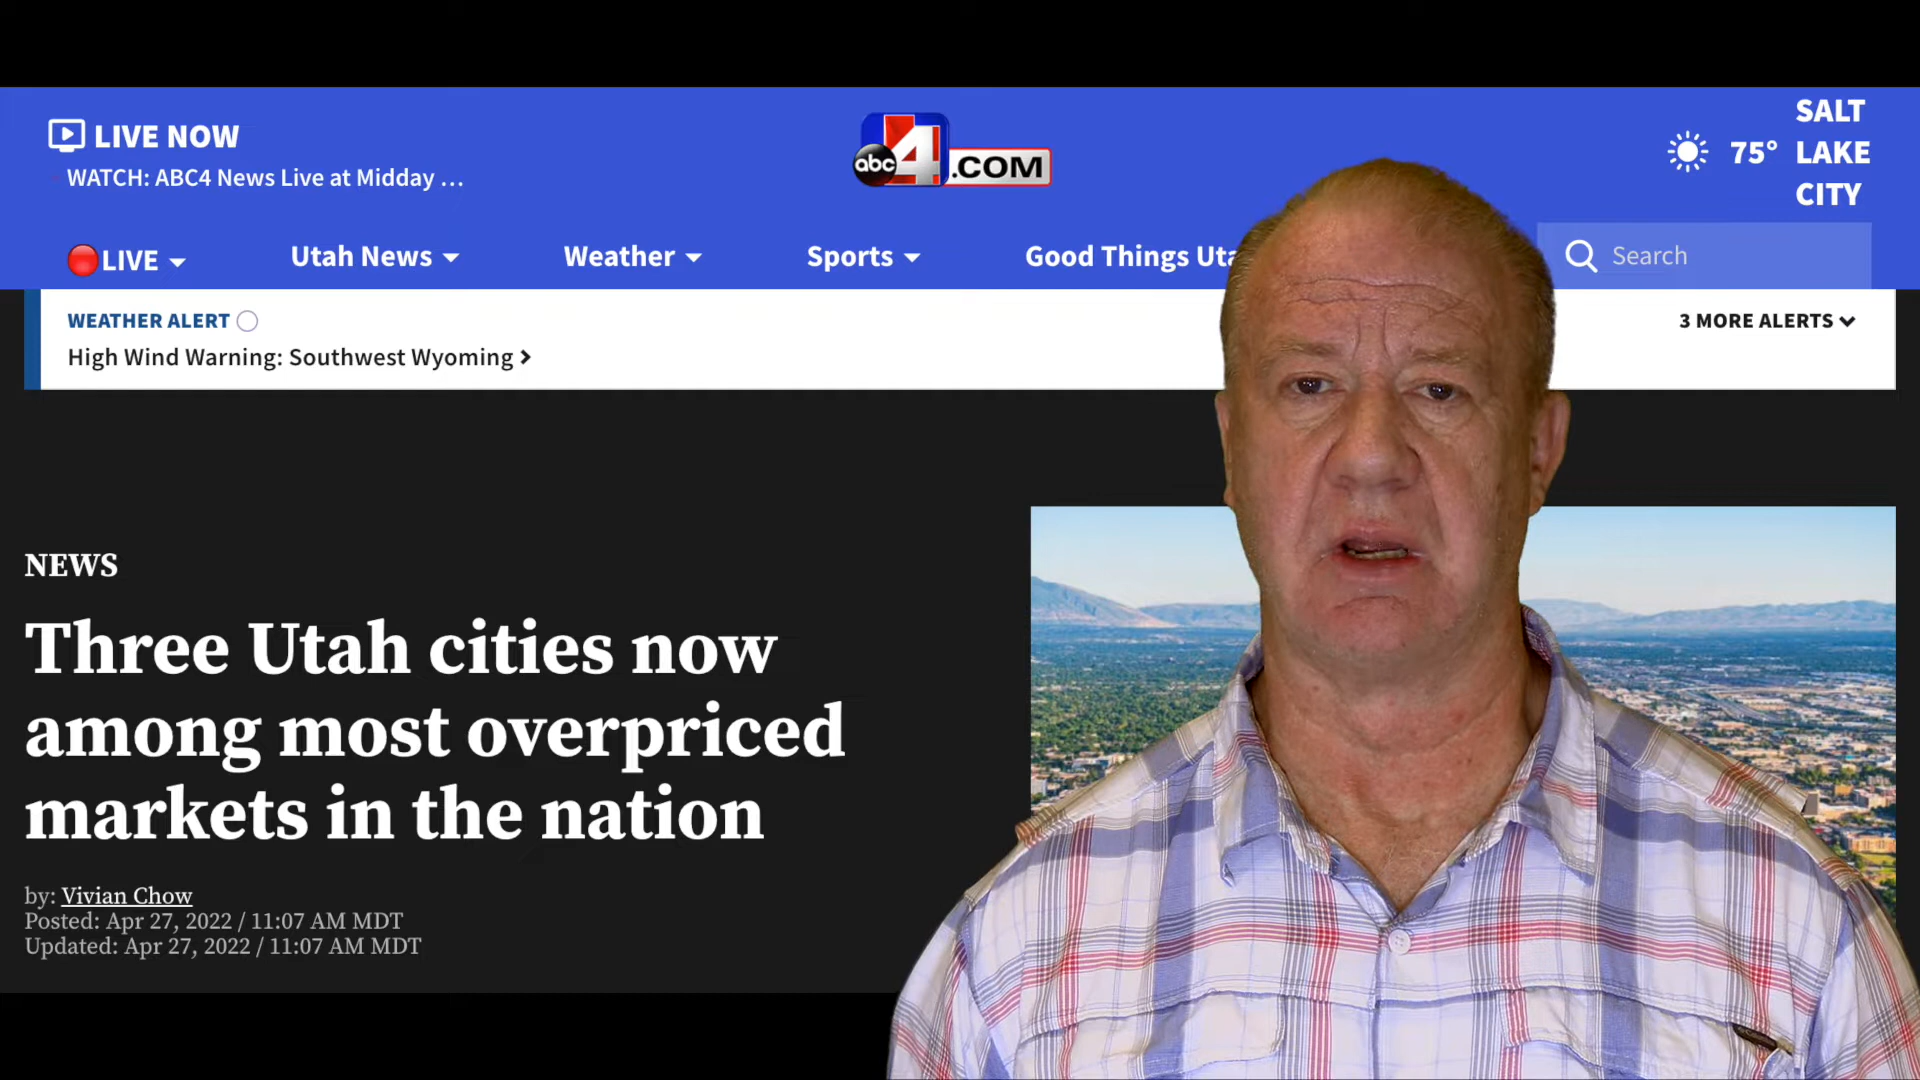 LIVE NOW
WATCH: ABC4 News Live at Midday ...
abc 4 .COM
75°
SALT
LAKE
CITY
LIVE
Utah News
Weather
Sports
Good Things Uta
Search
WEATHER ALERT
High Wind Warning: Southwest Wyoming
3 MORE ALERTS
NEWS
Three Utah cities now
among most overpriced
markets in the nation
by: Vivian Chow
Posted: Apr 27, 2022 / 11:07 AM MDT
Updated: Apr 27, 2022 / 11:07 AM MDT